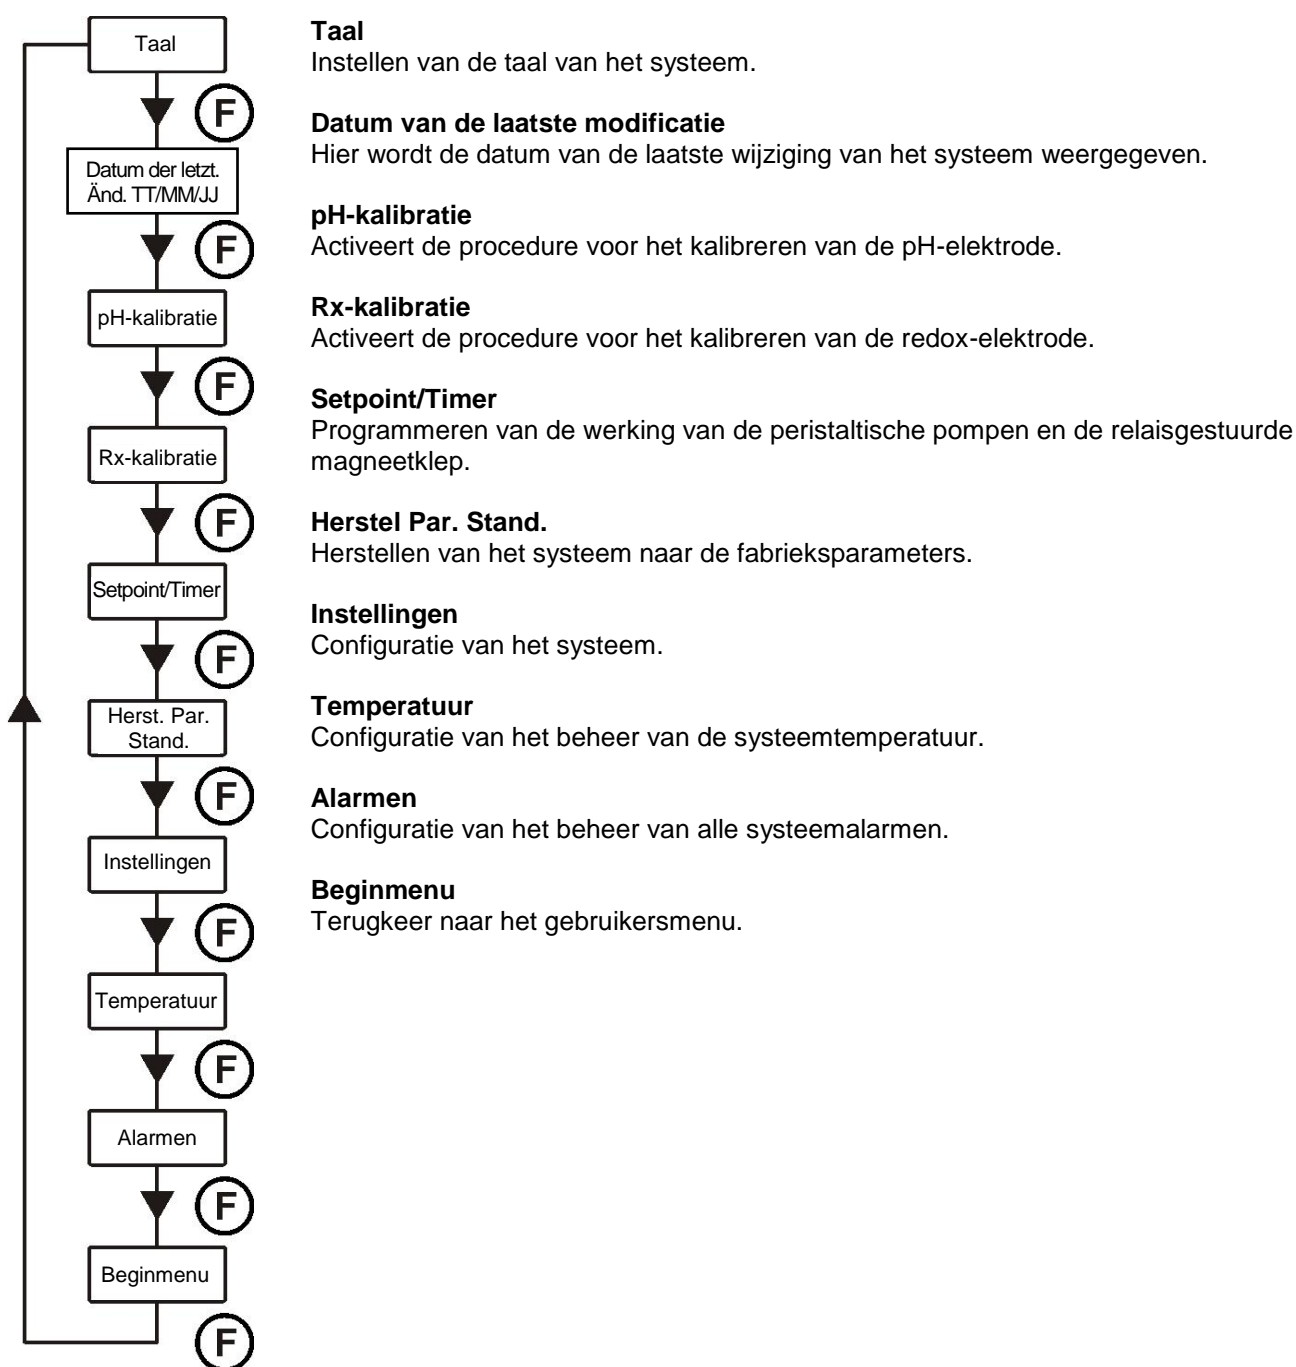 Taal
F
Datum der letzt.
Änd. TT/MM/JJ
F
pH-kalibratie
F
Rx-kalibratie
F
Setpoint/Timer
F
Herst. Par.
Stand.
F
Instellingen
F
Temperatuur
F
Alarmen
F
Beginmenu
F
Taal
Instellen van de taal van het systeem.
Datum van de laatste modificatie
Hier wordt de datum van de laatste wijziging van het systeem weergegeven.
pH-kalibratie
Activeert de procedure voor het kalibreren van de pH-elektrode.
Rx-kalibratie
Activeert de procedure voor het kalibreren van de redox-elektrode.
Setpoint/Timer
Programmeren van de werking van de peristaltische pompen en de relaisgestuurde
magneetklep.
Herstel Par. Stand.
Herstellen van het systeem naar de fabrieksparameters.
Instellingen
Configuratie van het systeem.
Temperatuur
Configuratie van het beheer van de systeemtemperatuur.
Alarmen
Configuratie van het beheer van alle systeemalarmen.
Beginmenu
Terugkeer naar het gebruikersmenu.